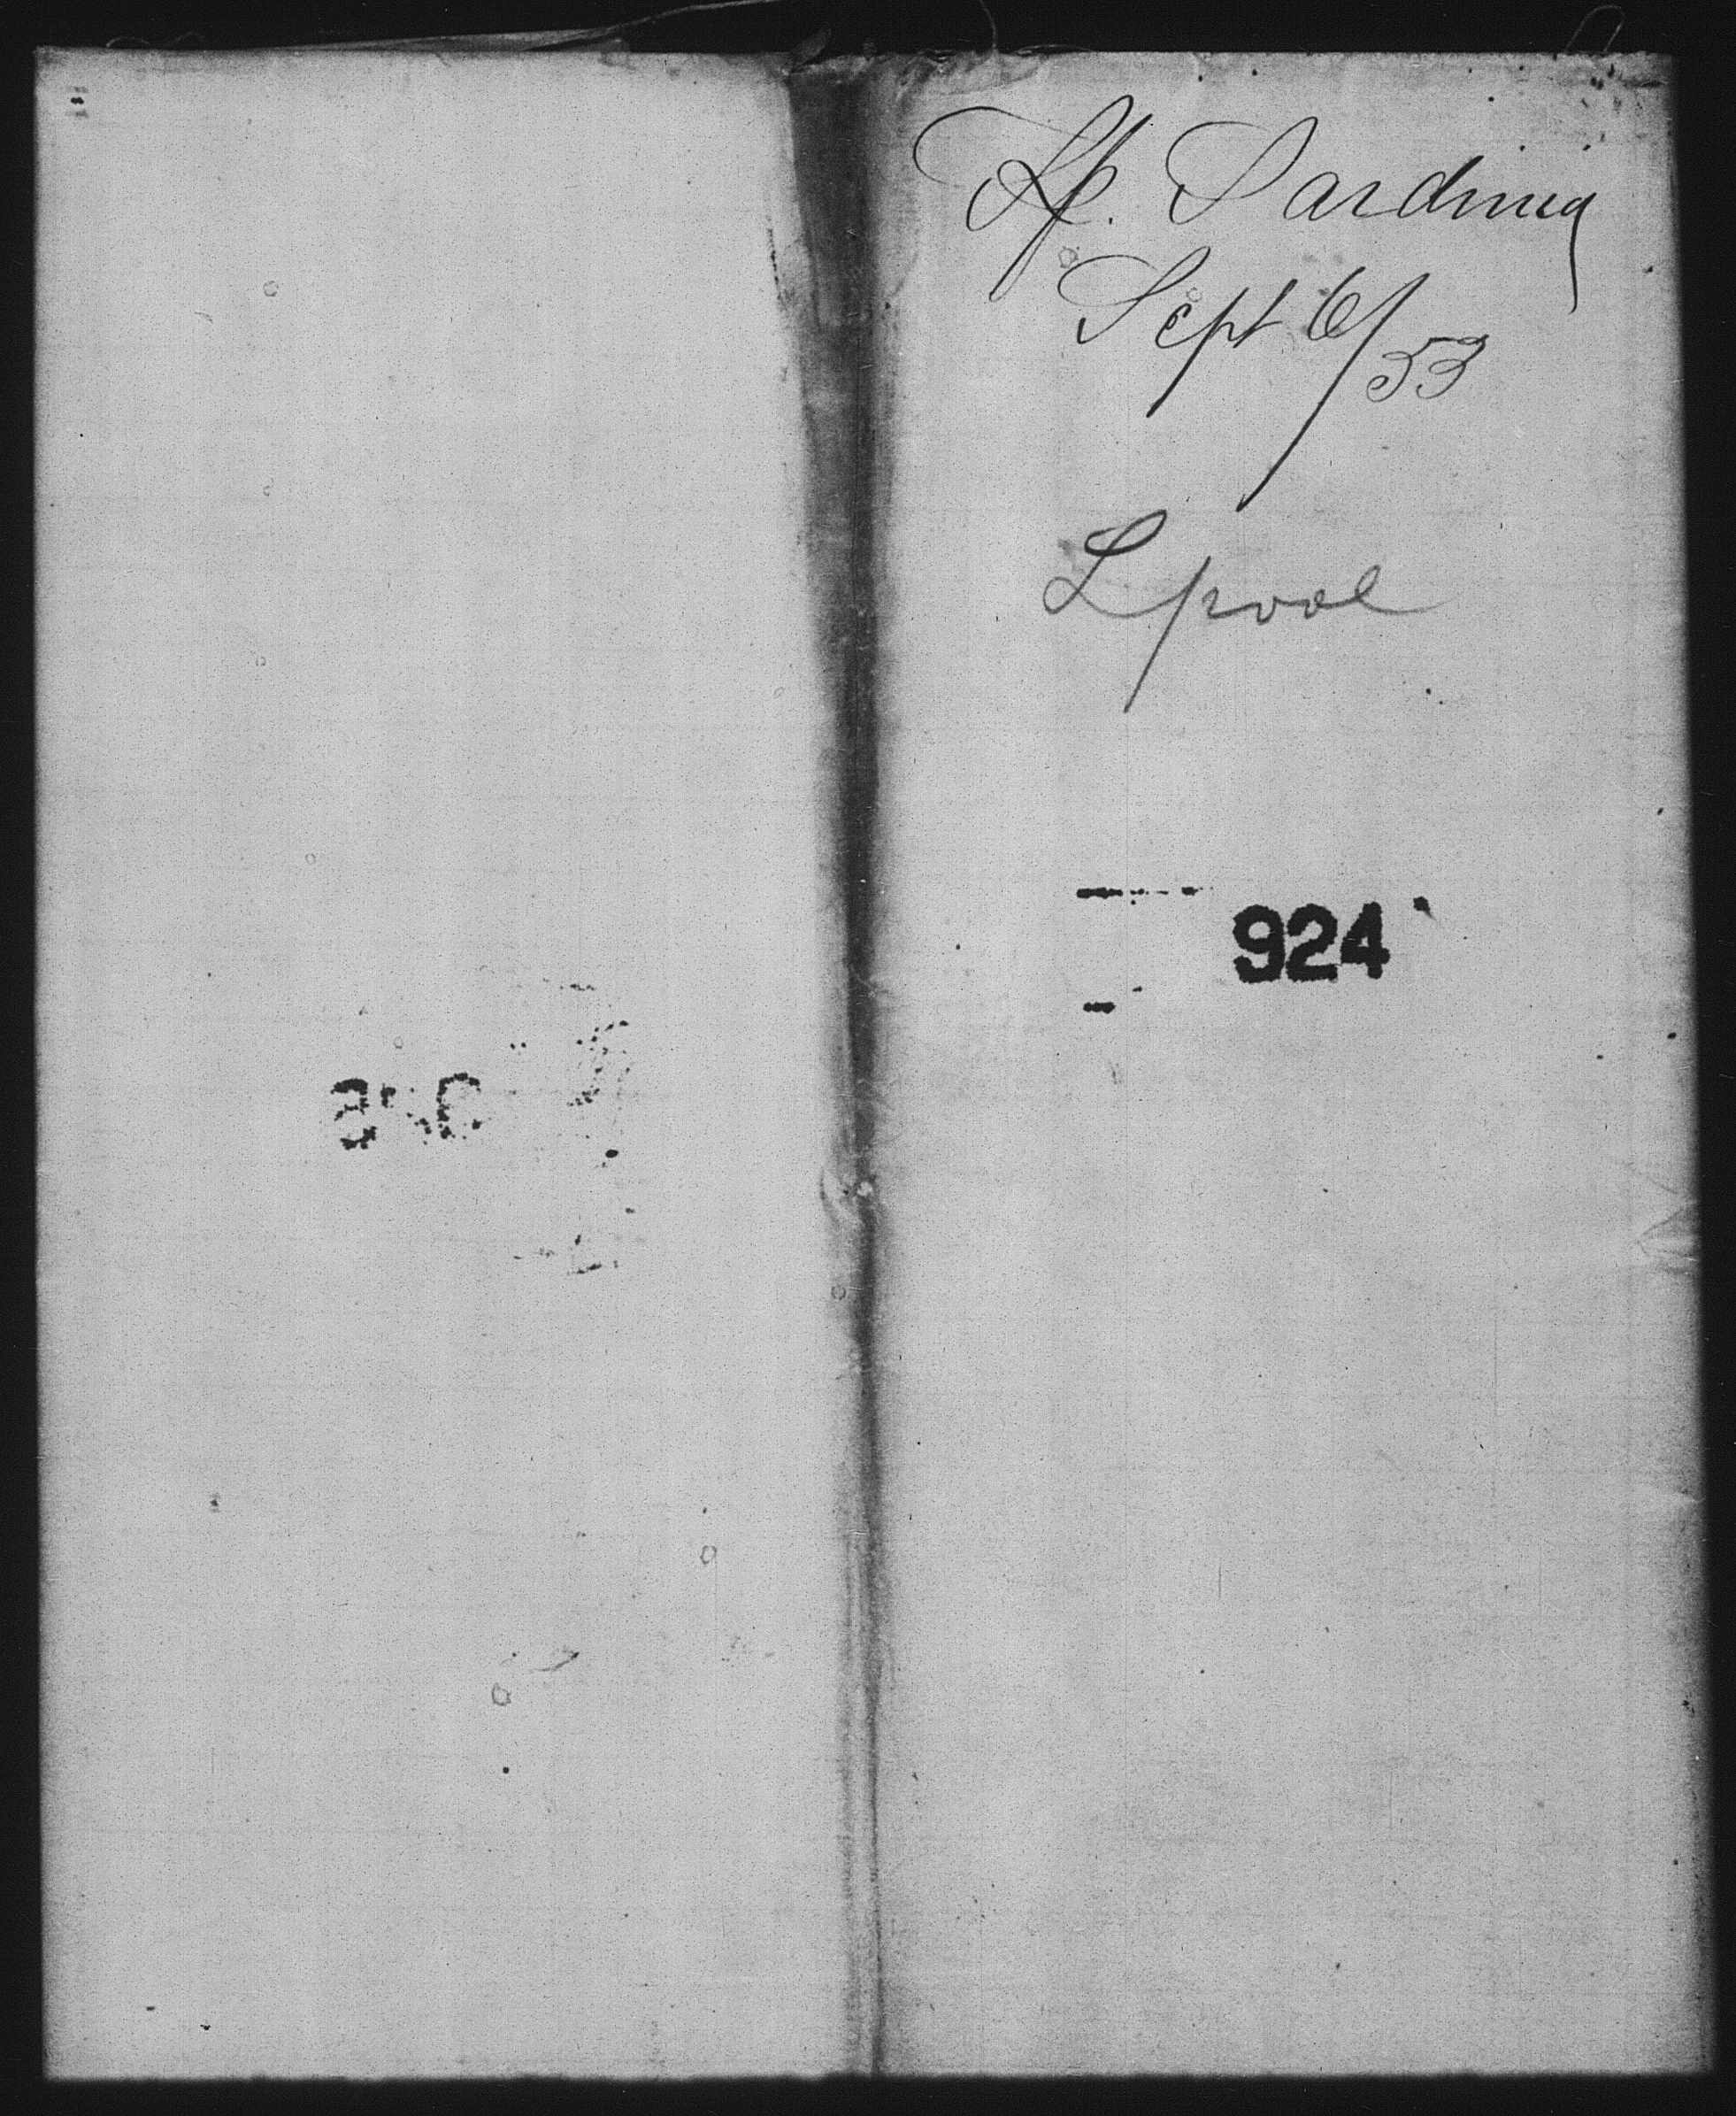 Sp. Sardinia
Sept 6/53
Lpool
924